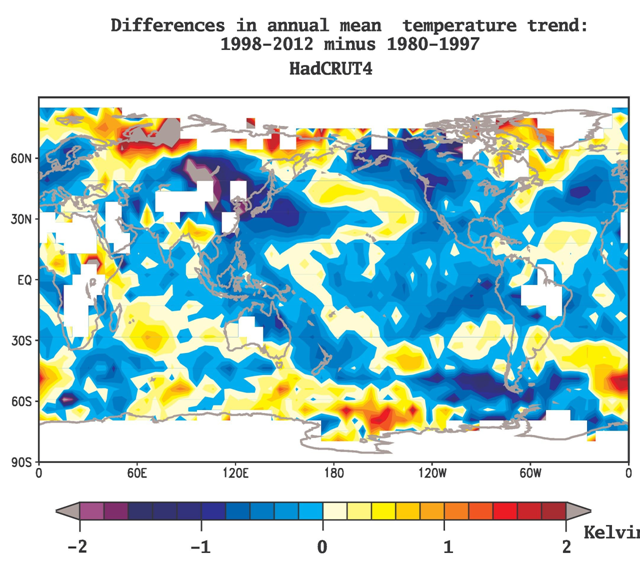 Differences in annual mean temperature trend:
1998-2012 minus 1980-1997
HadCRUT4
60N
30N
EQ
30S
60S
90S
0 60E 120E 180 120W 60W 0
-2 -1 0 1 2
Kelvin